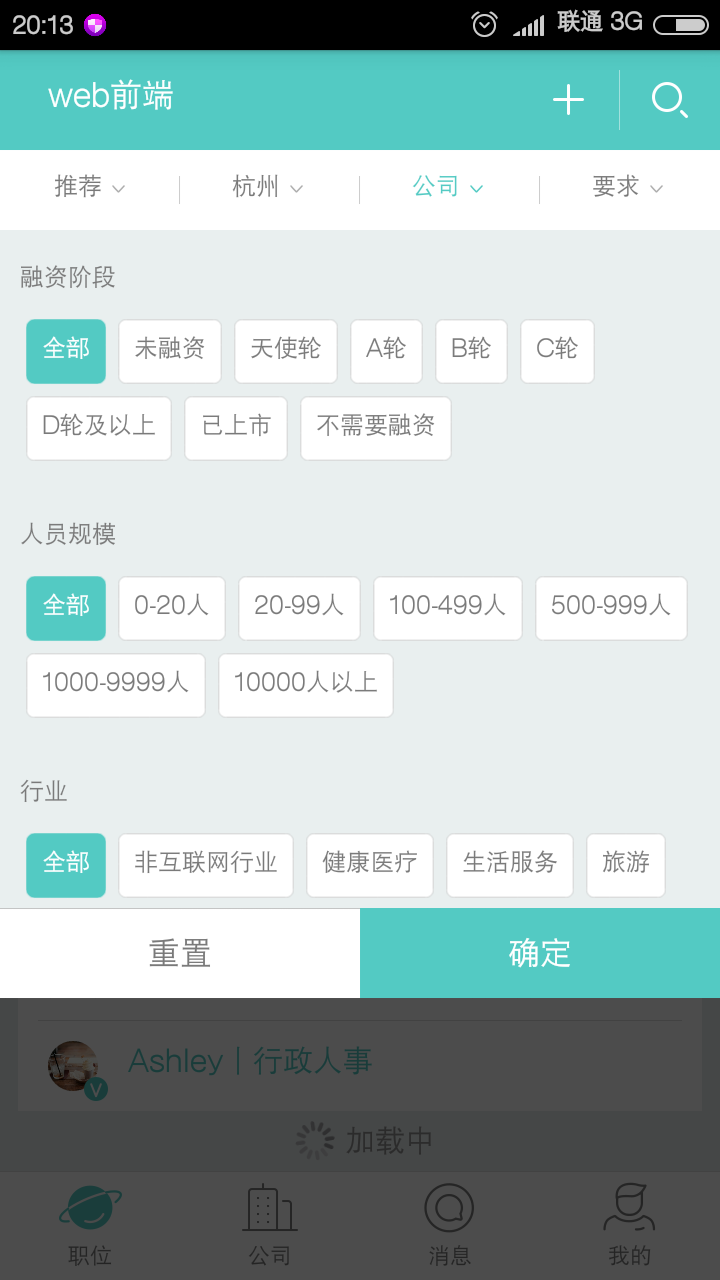 20:13 联通 3G
web前端
推荐 杭州 公司 要求
融资阶段
全部 未融资 天使轮 A轮 B轮 C轮
D轮及以上 已上市 不需要融资
人员规模
全部 0-20人 20-99人 100-499人 500-999人
1000-9999人 10000人以上
行业
全部 非互联网行业 健康医疗 生活服务 旅游
重置 确定
Ashley | 行政人事
V
加载中
职位 公司 消息 我的